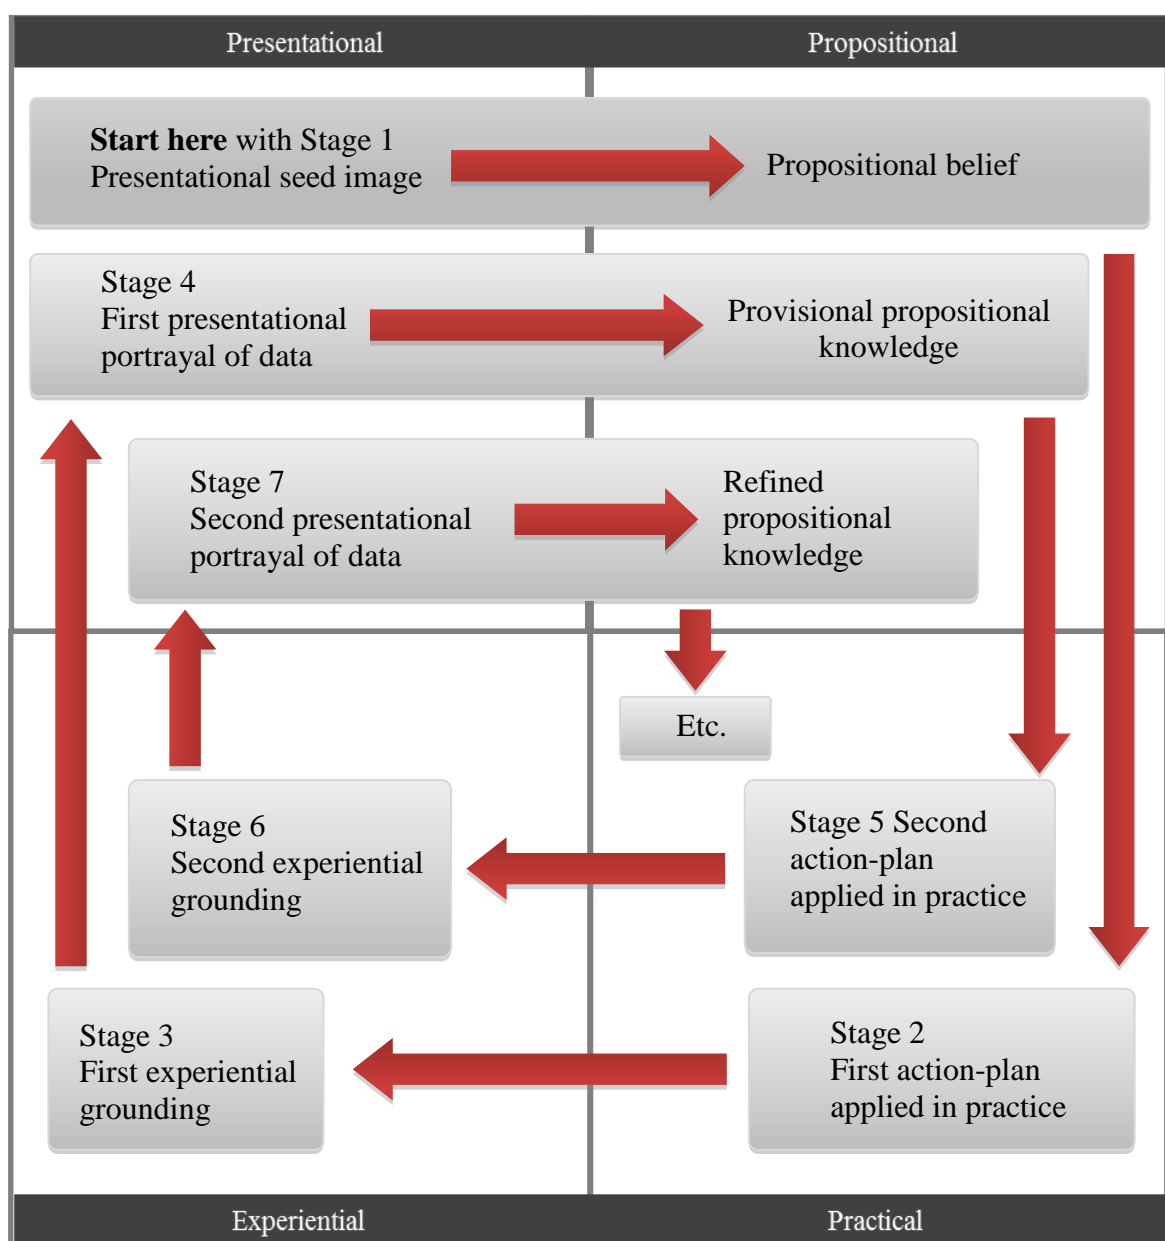 Presentational
Propositional
Start here with Stage 1
Presentational seed image
Propositional belief
Stage 4
First presentational
portrayal of data
Provisional propositional
knowledge
Stage 7
Second presentational
portrayal of data
Refined
propositional
knowledge
Etc.
Stage 6
Second experiential
grounding
Stage 5 Second
action-plan
applied in practice
Stage 3
First experiential
grounding
Stage 2
First action-plan
applied in practice
Experiential
Practical